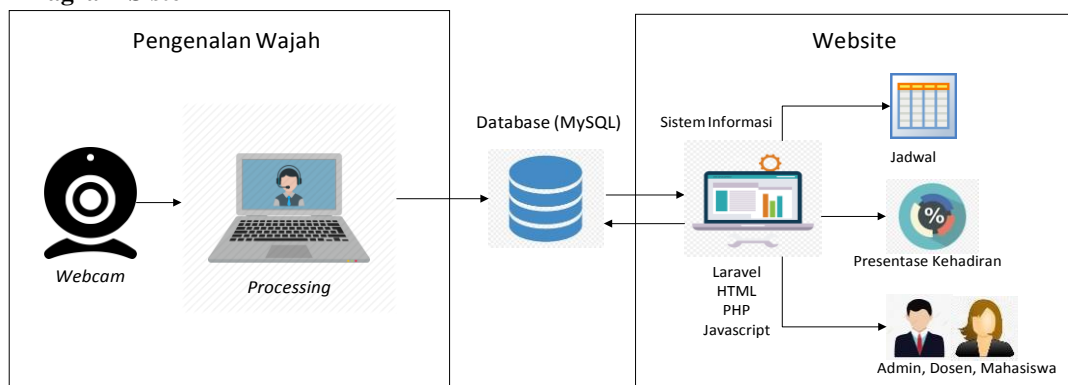 Pengenalan Wajah
Webcam
Processing
Database (MySQL)
Website
Sistem Informasi
Laravel
HTML
PHP
Javascript
Jadwal
%
Presentase Kehadiran
Admin, Dosen, Mahasiswa